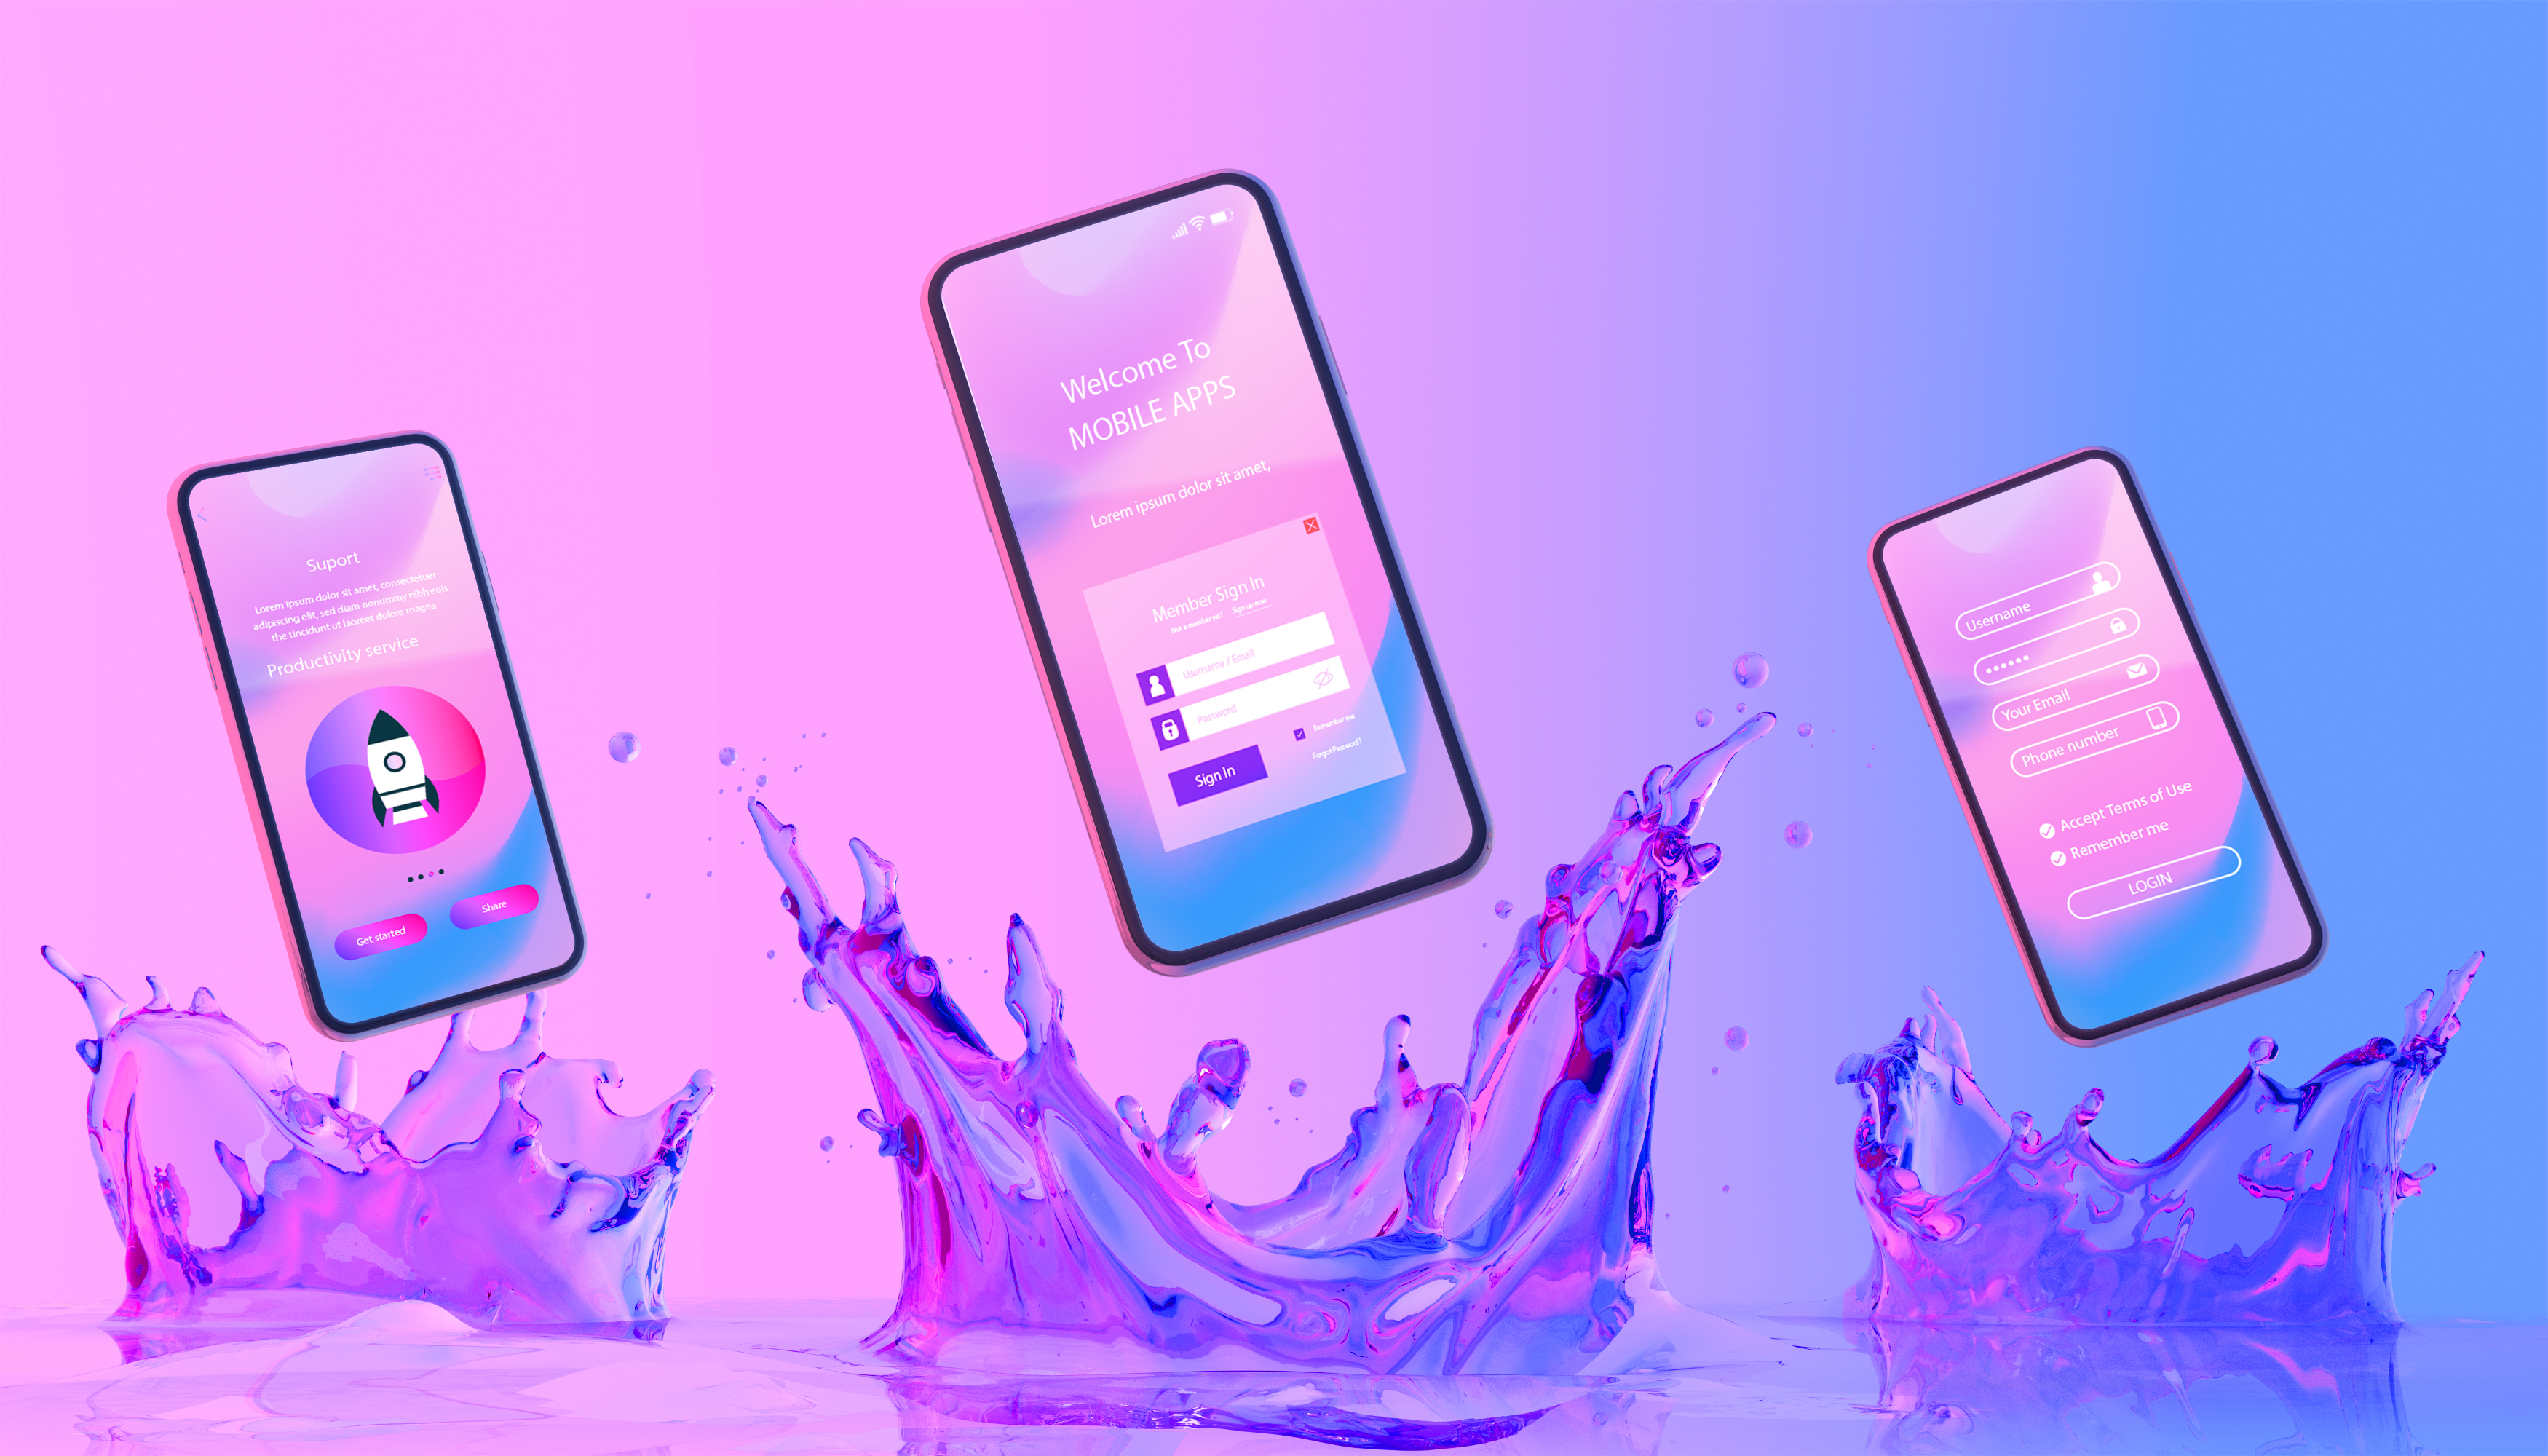 Suport
Lorem ipsum dolor sit amet, consectetuer
adipiscing elit, sed diam nonummy nibh euis
the tincidunt ut laoreet dolore magna
Productivity service
Get started
Share
Welcome To
MOBILE APPS
Lorem ipsum dolor sit amet,
Member Sign In
Not a number yet? Sign up now
Username / Email
Password
Remember me
Forgot Password!
Sign In
Username
Your Email
Phone number
Accept Terms of Use
Remember me
LOGIN